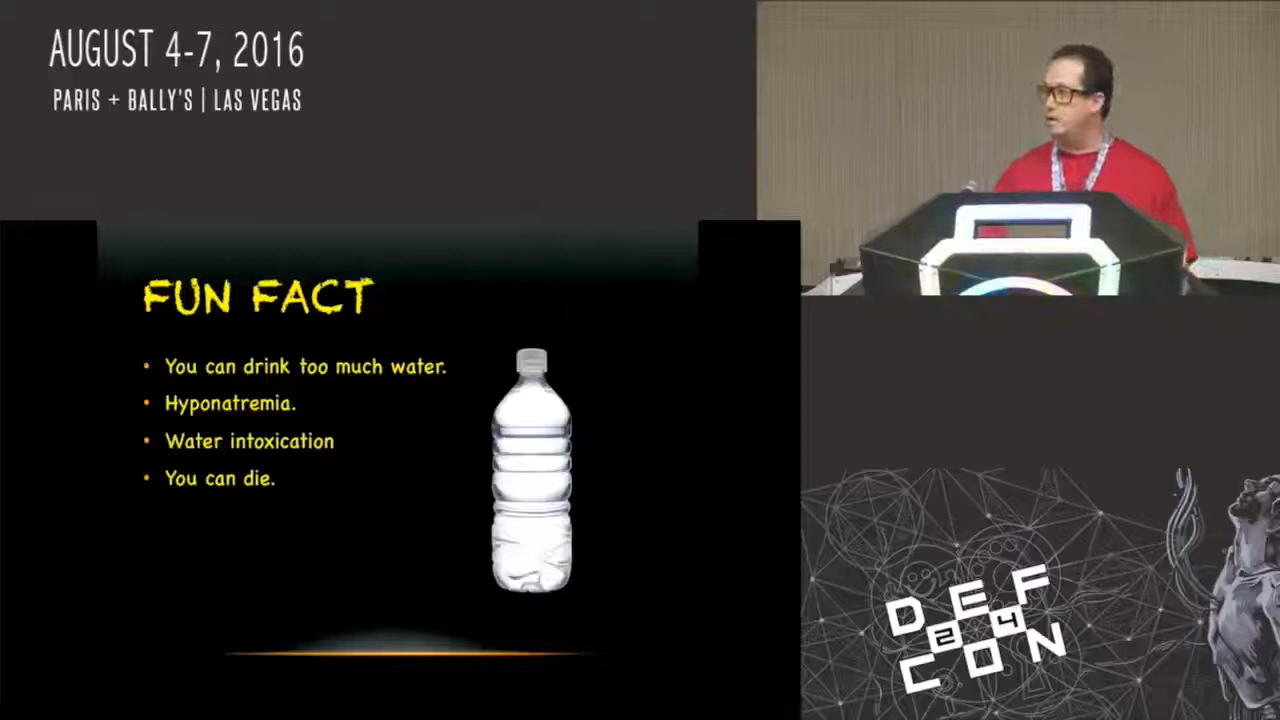 AUGUST 4-7, 2016
PARIS + BALLY'S | LAS VEGAS
FUN FACT
• You can drink too much water.
• Hyponatremia.
• Water intoxication
• You can die.
DEF
24
CON